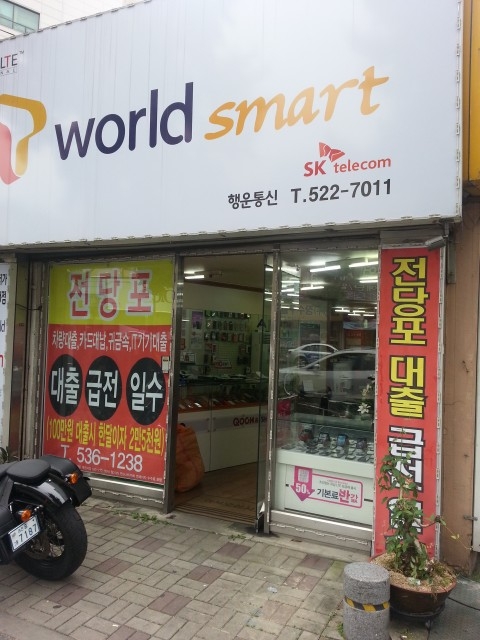 LTE
T world smart
SK telecom
행운통신 T.522-7011
전당포
차량대출,카드대납,귀금속,IT기기대출
대출 급전 일수
(100만원 대출시 한달이자 2만5천원)
T. 536-1238
전당포 대출 급전
50%
기본료 반값
7187